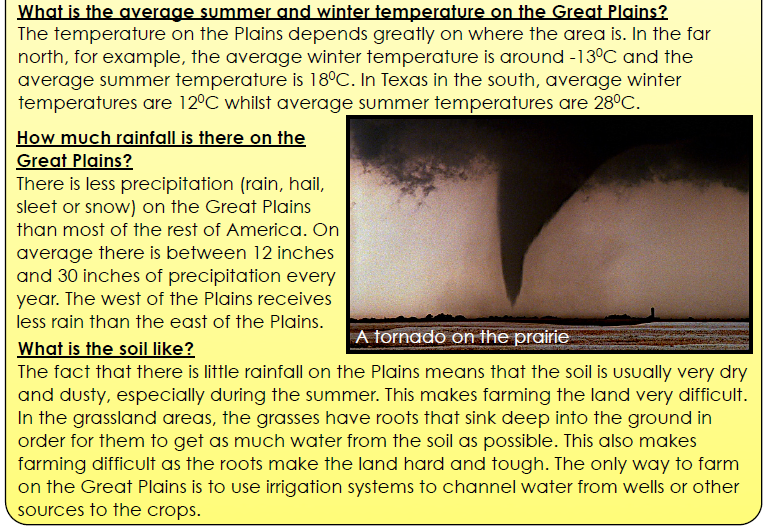 What is the average summer and winter temperature on the Great Plains?
The temperature on the Plains depends greatly on where the area is. In the far
north, for example, the average winter temperature is around -13⁰C and the
average summer temperature is 18⁰C. In Texas in the south, average winter
temperatures are 12⁰C whilst average summer temperatures are 28⁰C.
How much rainfall is there on the
Great Plains?
There is less precipitation (rain, hail,
sleet or snow) on the Great Plains
than most of the rest of America. On
average there is between 12 inches
and 30 inches of precipitation every
year. The west of the Plains receives
less rain than the east of the Plains.
A tornado on the prairie
What is the soil like?
The fact that there is little rainfall on the Plains means that the soil is usually very dry
and dusty, especially during the summer. This makes farming the land very difficult.
In the grassland areas, the grasses have roots that sink deep into the ground in
order for them to get as much water from the soil as possible. This also makes
farming difficult as the roots make the land hard and tough. The only way to farm
on the Great Plains is to use irrigation systems to channel water from wells or other
sources to the crops.